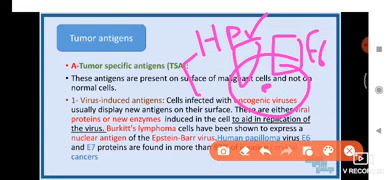 Tumor antigens
HPV
E6
A-Tumor specific antigens (TSA):
These antigens are present on surface of malignant cells and not on
normal cells.
1- Virus-induced antigens: Cells infected with oncogenic viruses
usually display new antigens on their surface. These are either viral
proteins or new enzymes induced in the cell to aid in replication of
the virus. Burkitt's lymphoma cells have been shown to express a
nuclear antigen of the Epstein-Barr virus. Human papilloma virus E6
and E7 proteins are found in more than
cancers
V RECORDER